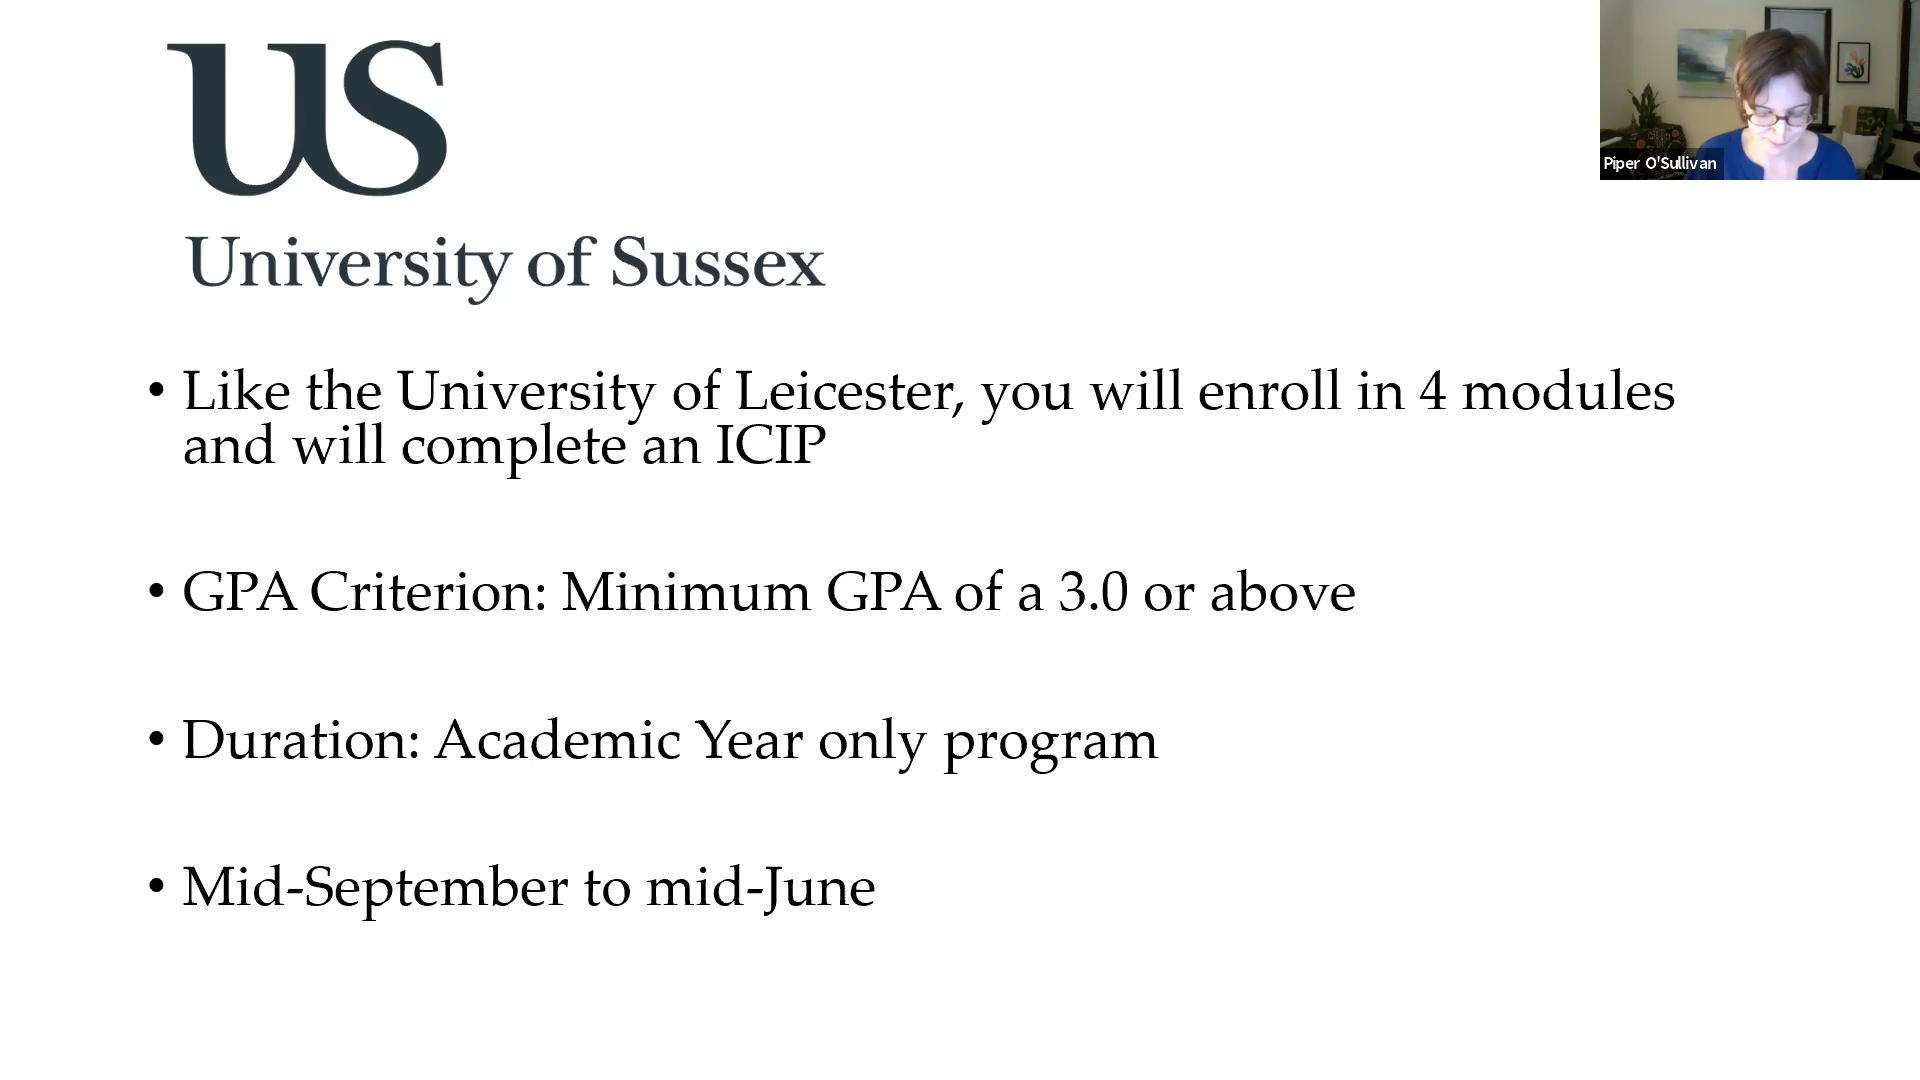 us
University of Sussex
Piper O'Sullivan
• Like the University of Leicester, you will enroll in 4 modules
and will complete an ICIP
• GPA Criterion: Minimum GPA of a 3.0 or above
• Duration: Academic Year only program
• Mid-September to mid-June